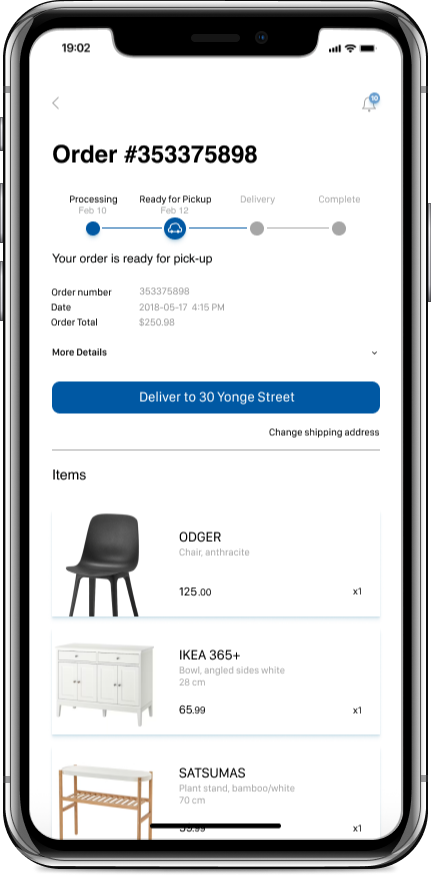 19:02
10
Order #353375898
Processing Ready for Pickup Delivery Complete
Feb 10 Feb 12
Your order is ready for pick-up
Order number 353375898
Date 2018-05-17 4:15 PM
Order Total $250.98
More Details
Deliver to 30 Yonge Street
Change shipping address
Items
ODGER
Chair, anthracite
125.00 x1
IKEA 365+
Bowl, angled sides white
28 cm
65.99 x1
SATSUMAS
Plant stand, bamboo/white
70 cm
x1